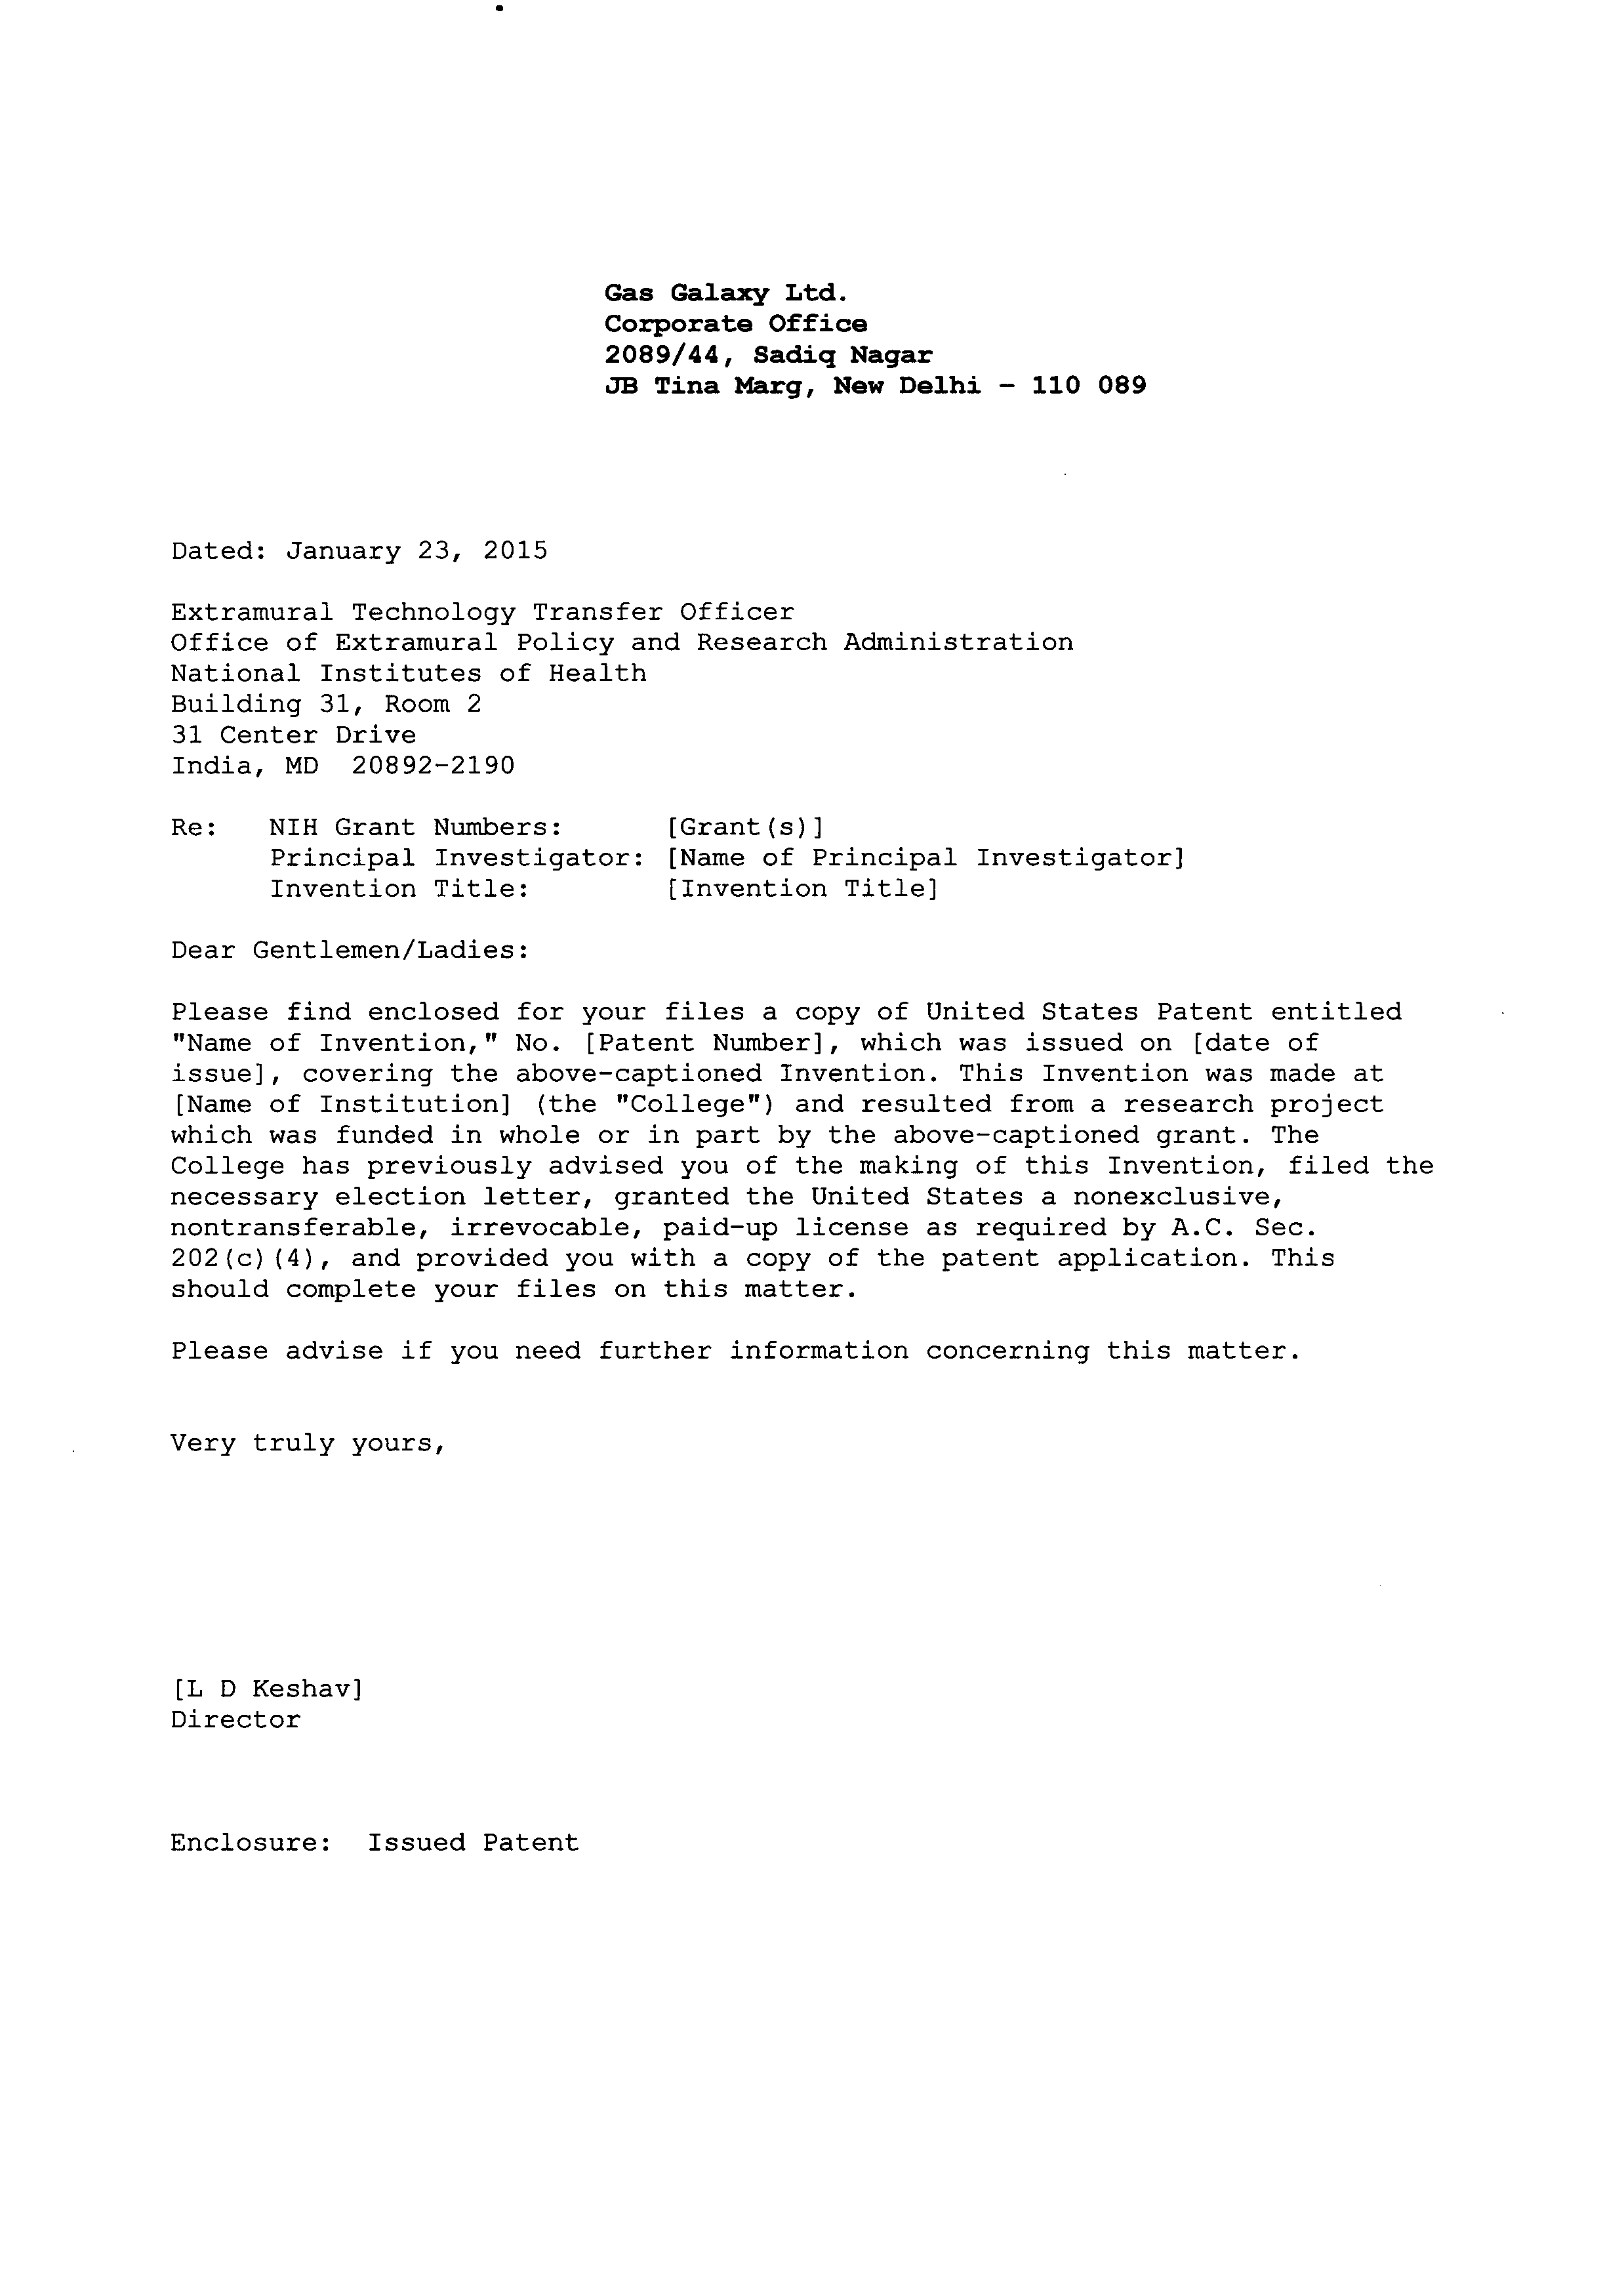 Gas Galaxy Ltd.
Corporate Office
2089/44, Sadiq Nagar
JB Tina Marg, New Delhi - 110 089
Dated: January 23, 2015
Extramural Technology Transfer Officer
Office of Extramural Policy and Research Administration
National Institutes of Health
Building 31, Room 2
31 Center Drive
India, MD  20892-2190
Re:   NIH Grant Numbers:      [Grant(s)]
Principal Investigator: [Name of Principal Investigator]
Invention Title:        [Invention Title]
Dear Gentlemen/Ladies:
Please find enclosed for your files a copy of United States Patent entitled
"Name of Invention," No. [Patent Number], which was issued on [date of
issue], covering the above-captioned Invention. This Invention was made at
[Name of Institution] (the "College") and resulted from a research project
which was funded in whole or in part by the above-captioned grant. The
College has previously advised you of the making of this Invention, filed the
necessary election letter, granted the United States a nonexclusive,
nontransferable, irrevocable, paid-up license as required by A.C. Sec.
202(c)(4), and provided you with a copy of the patent application. This
should complete your files on this matter.
Please advise if you need further information concerning this matter.
Very truly yours,
[L D Keshav]
Director
Enclosure:  Issued Patent